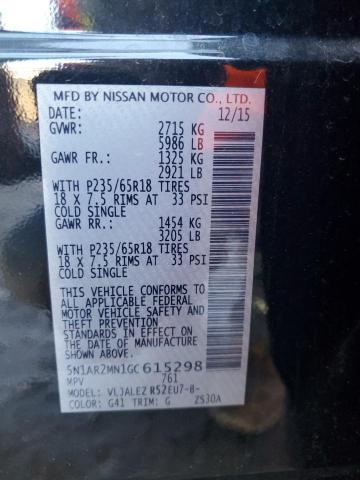 MFD BY NISSAN MOTOR CO., LTD.
DATE: 12/15
GVWR: 2715 KG
5986 LB
GAWR FR.: 1325 KG
2921 LB
WITH P235/65R18 TIRES
18 X 7.5 RIMS AT 33 PSI
COLD SINGLE
GAWR RR.: 1454 KG
3205 LB
WITH P235/65R18 TIRES
18 X 7.5 RIMS AT 33 PSI
COLD SINGLE
THIS VEHICLE CONFORMS TO
ALL APPLICABLE FEDERAL
MOTOR VEHICLE SAFETY
AND THEFT PREVENTION
STANDARDS IN EFFECT ON
THE DATE OF MANUFACTURE
SHOWN ABOVE.
5N1AR2MN1GC615298
MPV 761
VLJALEZ R52EU7-B-
COLOR: G41 TRIM: G ZS30A